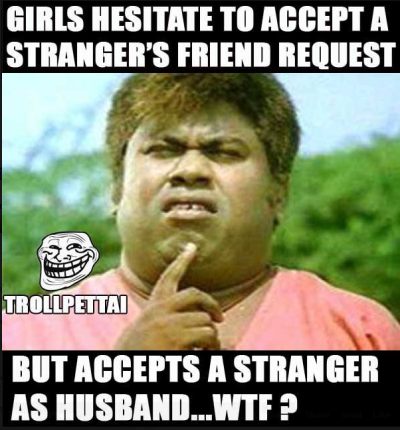 GIRLS HESITATE TO ACCEPT A
STRANGER'S FRIEND REQUEST
TROLLPETTAI
BUT ACCEPTS A STRANGER
AS HUSBAND...WTF ?